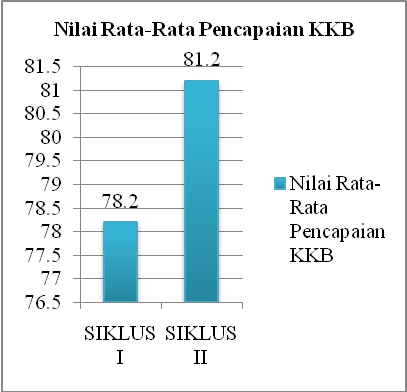 Nilai Rata-Rata Pencapaian KKB
81.5
81
80.5
80
79.5
79
78.5
78
77.5
77
76.5
78.2
81.2
SIKLUS
I
SIKLUS
II
Nilai Rata-
Rata
Pencapaian
KKB